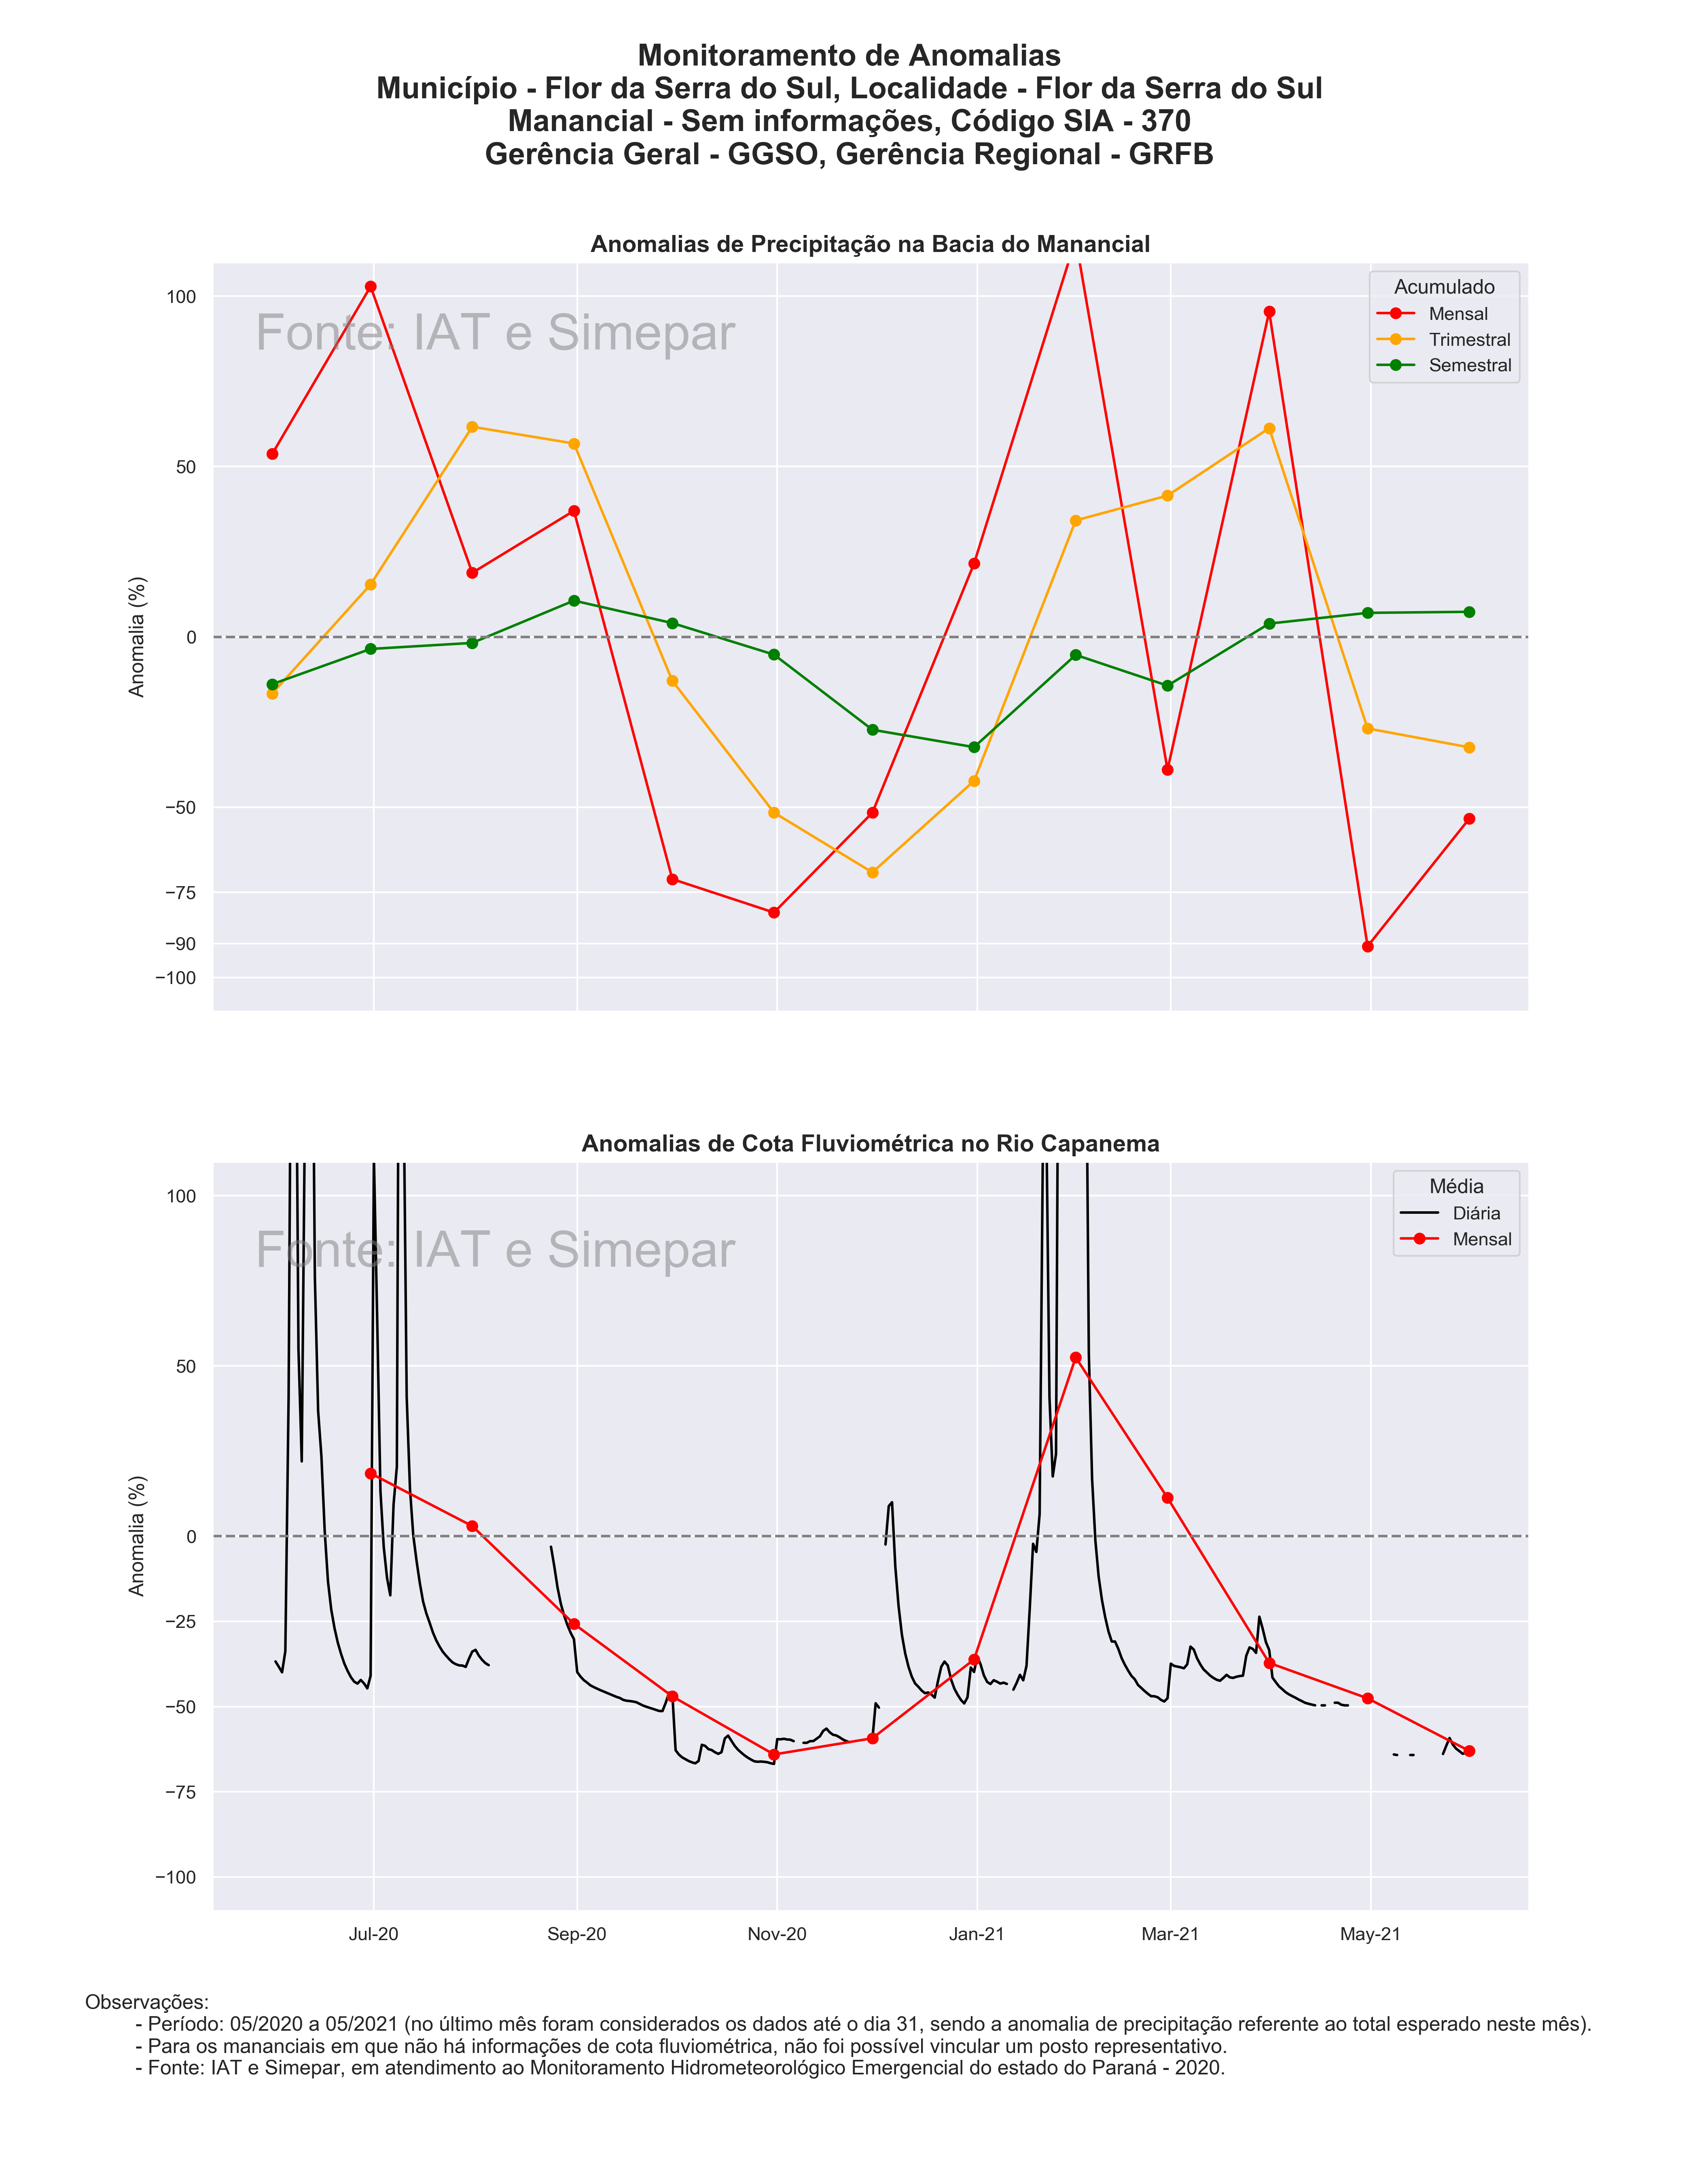 Monitoramento de Anomalias
Município - Flor da Serra do Sul, Localidade - Flor da Serra do Sul
Manancial - Sem informações, Código SIA - 370
Gerência Geral - GGSO, Gerência Regional - GRFB
Anomalias de Precipitação na Bacia do Manancial
Fonte: IAT e Simepar
Acumulado
Mensal
Trimestral
Semestral
Anomalia (%)
100
50
0
−50
−75
−90
−100
Anomalias de Cota Fluviométrica no Rio Capanema
Fonte: IAT e Simepar
Média
Diária
Mensal
Anomalia (%)
100
50
0
−25
−50
−75
−100
Jul-20 Sep-20 Nov-20 Jan-21 Mar-21 May-21
Observações:
- Período: 05/2020 a 05/2021 (no último mês foram considerados os dados até o dia 31, sendo a anomalia de precipitação referente ao total esperado neste mês).
- Para os mananciais em que não há informações de cota fluviométrica, não foi possível vincular um posto representativo.
- Fonte: IAT e Simepar, em atendimento ao Monitoramento Hidrometeorológico Emergencial do estado do Paraná - 2020.